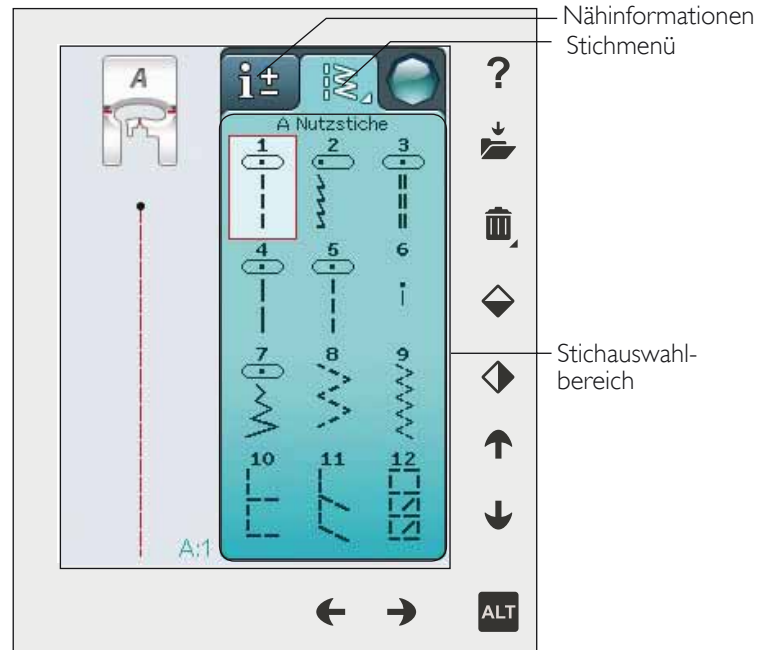 Nähinformationen
Stichmenü
A
i±
A Nutzstiche
1 2 3
4 5 6
7 8 9
10 11 12
A:1
?
Stichauswahl-
bereich
ALT